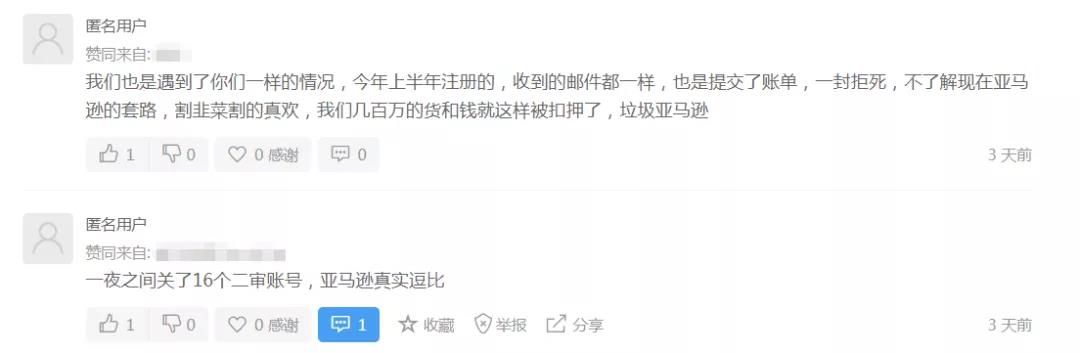 匿名用户
赞同来自:
我们也是遇到了你们一样的情况，今年上半年注册的，收到的邮件都一样，也是提交了账单，一封拒死，不了解现在亚马
逊的套路，割韭菜割的真欢，我们几百万的货和钱就这样被扣押了，垃圾亚马逊
1 0 0 感谢 0 3 天前
匿名用户
赞同来自:
一夜之间关了16个二审账号，亚马逊真实逗比
1 0 0 感谢 1 收藏 举报 分享 3 天前